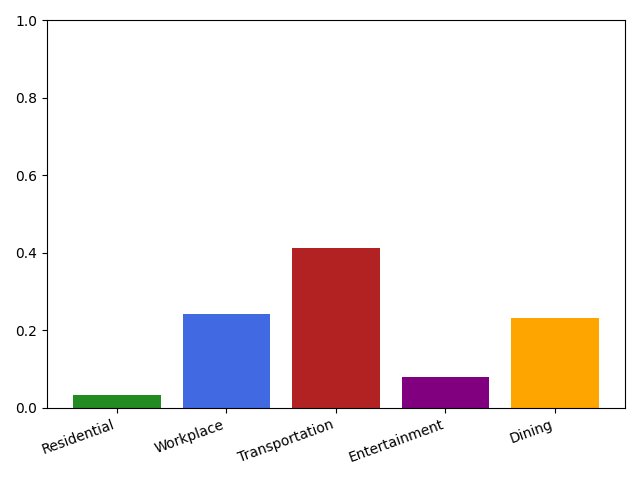 1.0
0.8
0.6
0.4
0.2
0.0
Residential
Workplace
Transportation
Entertainment
Dining